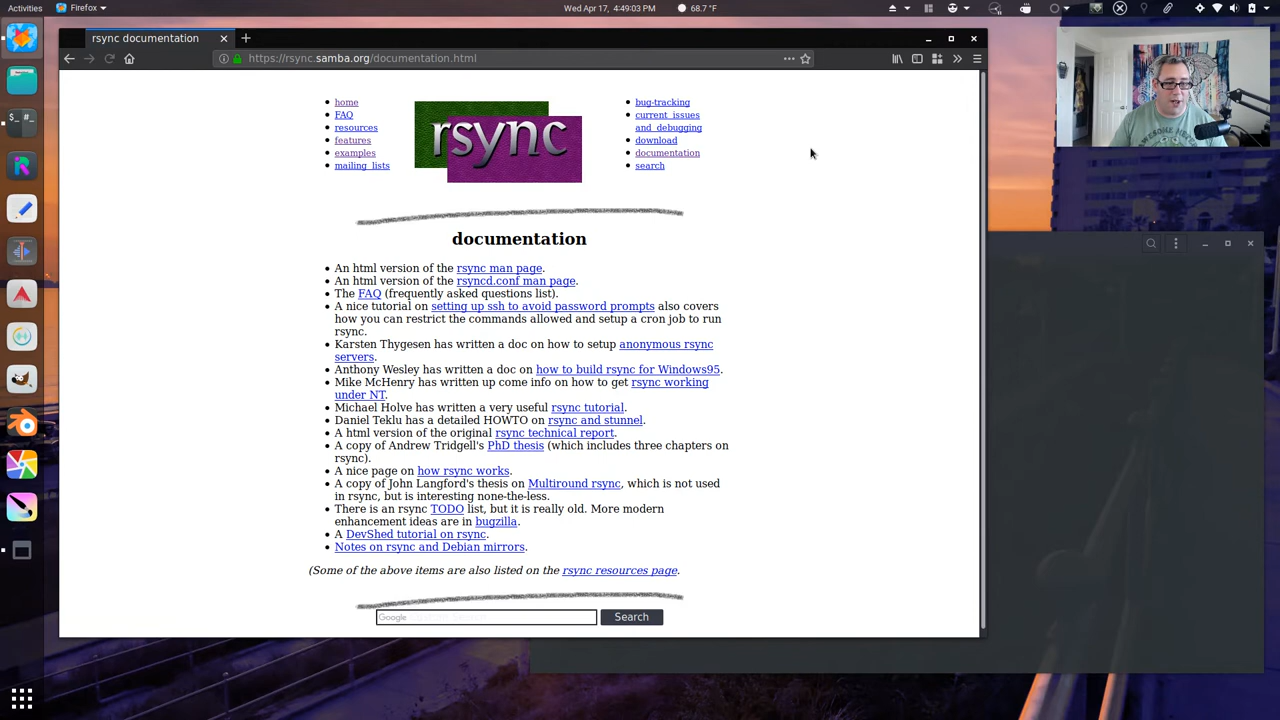 Activities
Firefox
Wed Apr 17, 4:49:03 PM
68.7 °F
rsync documentation
https://rsync.samba.org/documentation.html
home
FAQ
resources
features
examples
mailing_lists
rsync
bug-tracking
current_issues
and_debugging
download
documentation
search
documentation
An html version of the rsync man page.
An html version of the rsyncd.conf man page.
The FAQ (frequently asked questions list).
A nice tutorial on setting up ssh to avoid password prompts also covers
how you can restrict the commands allowed and setup a cron job to run
rsync.
Karsten Thygesen has written a doc on how to setup anonymous rsync
servers.
Anthony Wesley has written a doc on how to build rsync for Windows95.
Mike McHenry has written up come info on how to get rsync working
under NT.
Michael Holve has written a very useful rsync tutorial.
Daniel Teklu has a detailed HOWTO on rsync and stunnel.
A html version of the original rsync technical report.
A copy of Andrew Tridgell's PhD thesis (which includes three chapters on
rsync).
A nice page on how rsync works.
A copy of John Langford's thesis on Multiround rsync, which is not used
in rsync, but is interesting none-the-less.
There is an rsync TODO list, but it is really old. More modern
enhancement ideas are in bugzilla.
A DevShed tutorial on rsync.
Notes on rsync and Debian mirrors.
(Some of the above items are also listed on the rsync resources page.
Google
Search